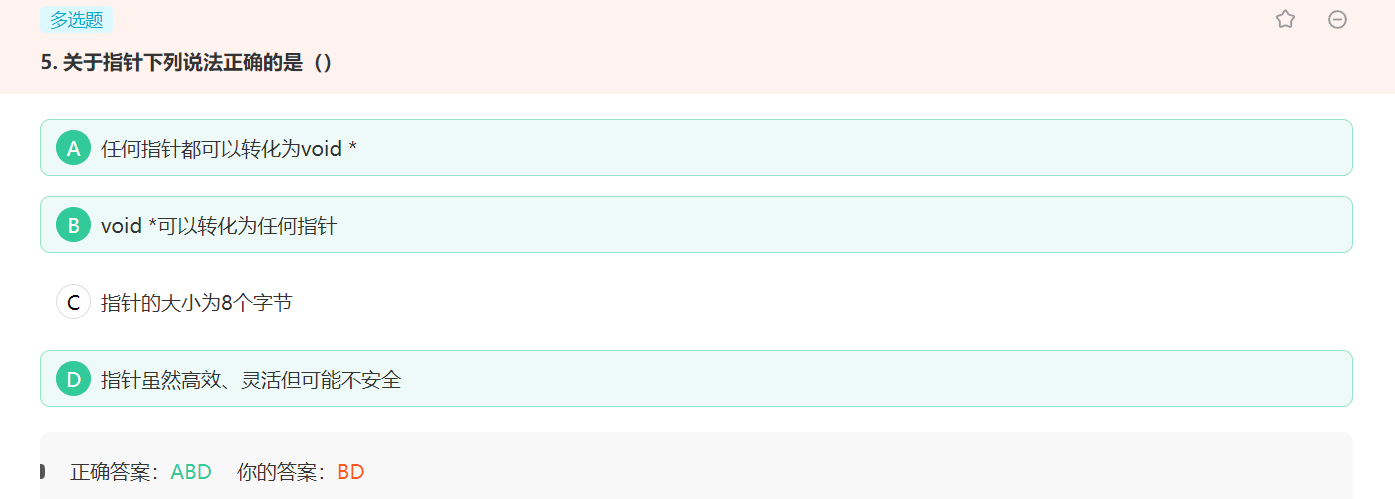 多选题
5. 关于指针下列说法正确的是（）
A 任何指针都可以转化为void *
B void *可以转化为任何指针
C 指针的大小为8个字节
D 指针虽然高效、灵活但可能不安全
正确答案：ABD 你的答案：BD